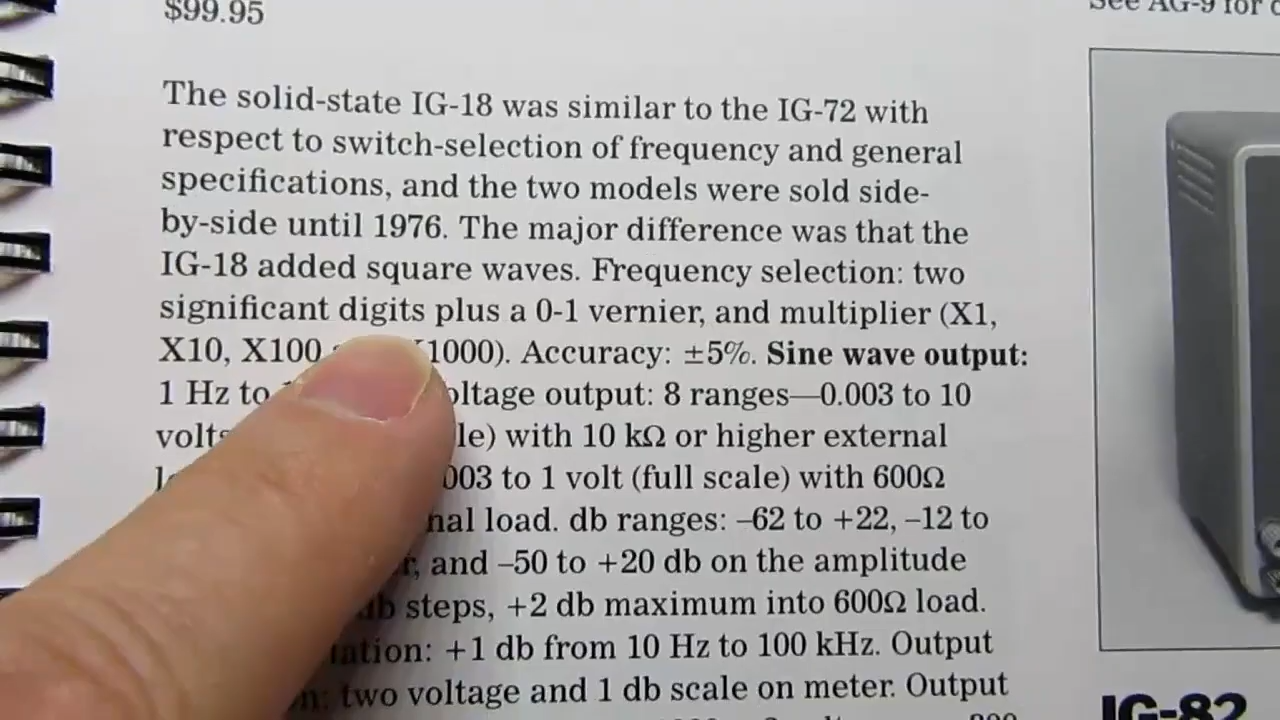 $99.95
The solid-state IG-18 was similar to the IG-72 with
respect to switch-selection of frequency and general
specifications, and the two models were sold side-
by-side until 1976. The major difference was that the
IG-18 added square waves. Frequency selection: two
significant digits plus a 0-1 vernier, and multiplier (X1,
X10, X100 1000). Accuracy: ±5%. Sine wave output:
1 Hz to oltage output: 8 ranges—0.003 to 10
volts le) with 10 kΩ or higher external
003 to 1 volt (full scale) with 600Ω
nal load. db ranges: –62 to +22, –12 to
and –50 to +20 db on the amplitude
db steps, +2 db maximum into 600Ω load.
ation: +1 db from 10 Hz to 100 kHz. Output
two voltage and 1 db scale on meter. Output
See AG-9 for
IG-82